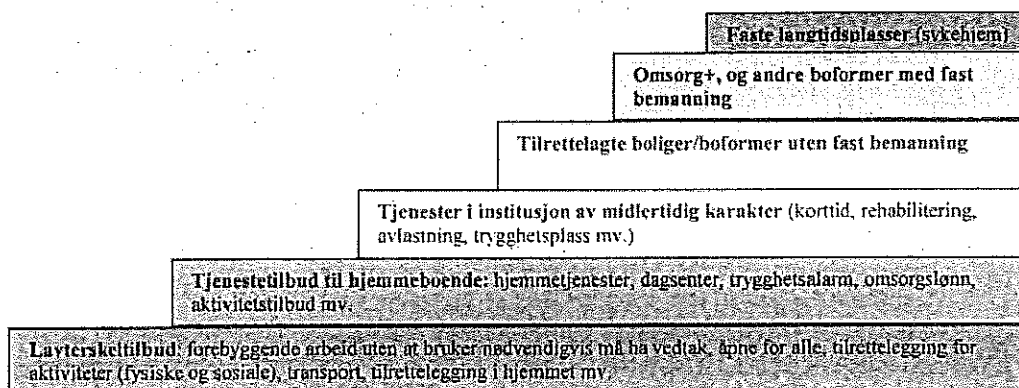 Faste langtidsplasser (sykehjem)
Omsorg+, og andre boformer med fast
bemanning
Tilrettelagte boliger/boformer uten fast bemanning
Tjenester i institusjon av midlertidig karakter (korttid, rehabilitering,
avlastning, trygghetsplass mv.)
Tjenestetilbud til hjemmeboende: hjemmetjenester, dagsenter, trygghetsalarm, omsorgslønn,
aktivitetstilbud mv.
Lavterskeltilbud: forebyggende arbeid uten at bruker nødvendigvis må ha vedtak, åpne for alle, tilrettelegging for
aktiviteter (fysiske og sosiale), transport, tilrettelegging i hjemmet mv.